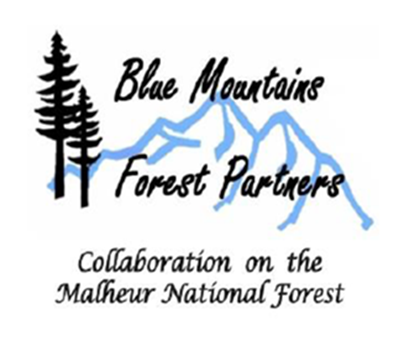 Blue Mountains
Forest Partners
Collaboration on the
Malheur National Forest